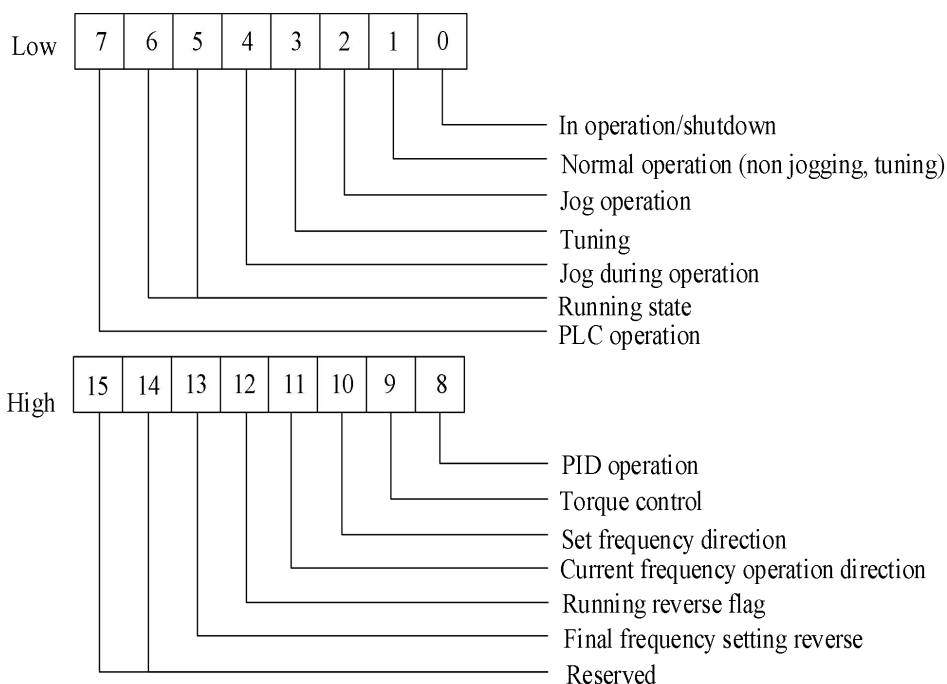 Low 7 6 5 4 3 2 1 0
In operation/shutdown
Normal operation (non jogging, tuning)
Jog operation
Tuning
Jog during operation
Running state
PLC operation
High 15 14 13 12 11 10 9 8
PID operation
Torque control
Set frequency direction
Current frequency operation direction
Running reverse flag
Final frequency setting reverse
Reserved